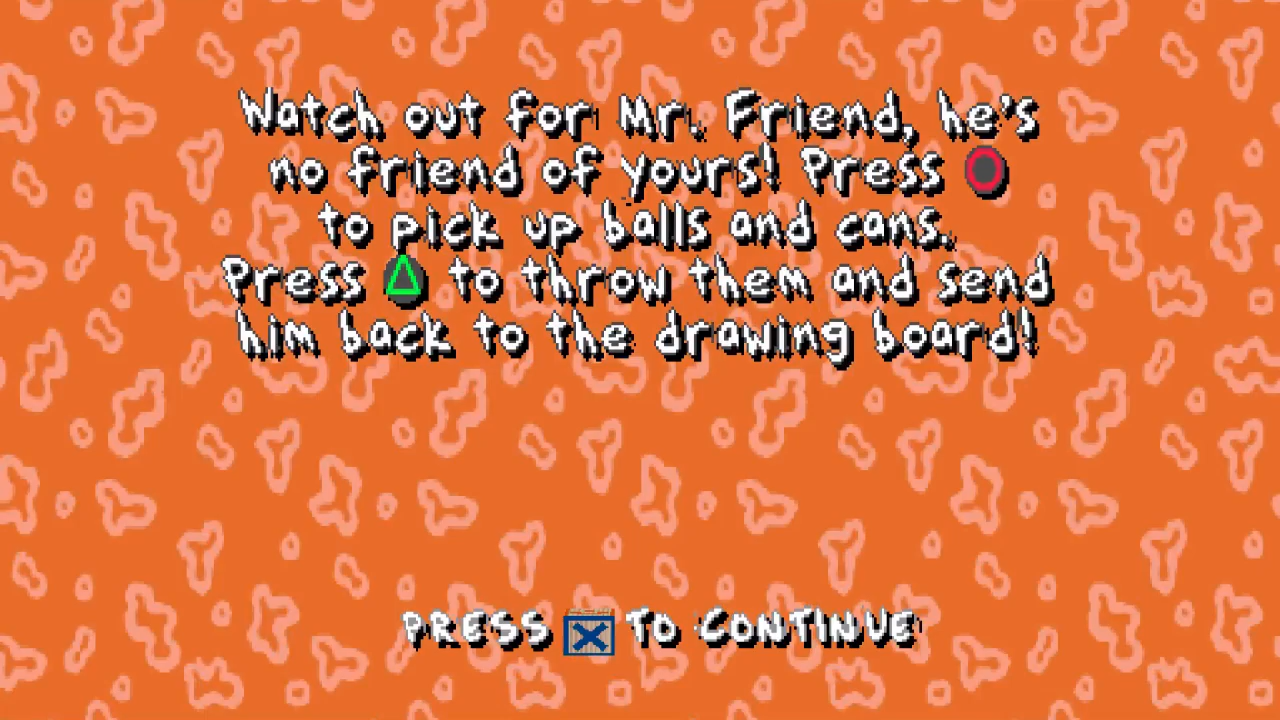 Watch out for Mr. Friend, he's
no friend of yours! Press O
to pick up balls and cans.
Press △ to throw them and send
him back to the drawing board!
PRESS X TO CONTINUE